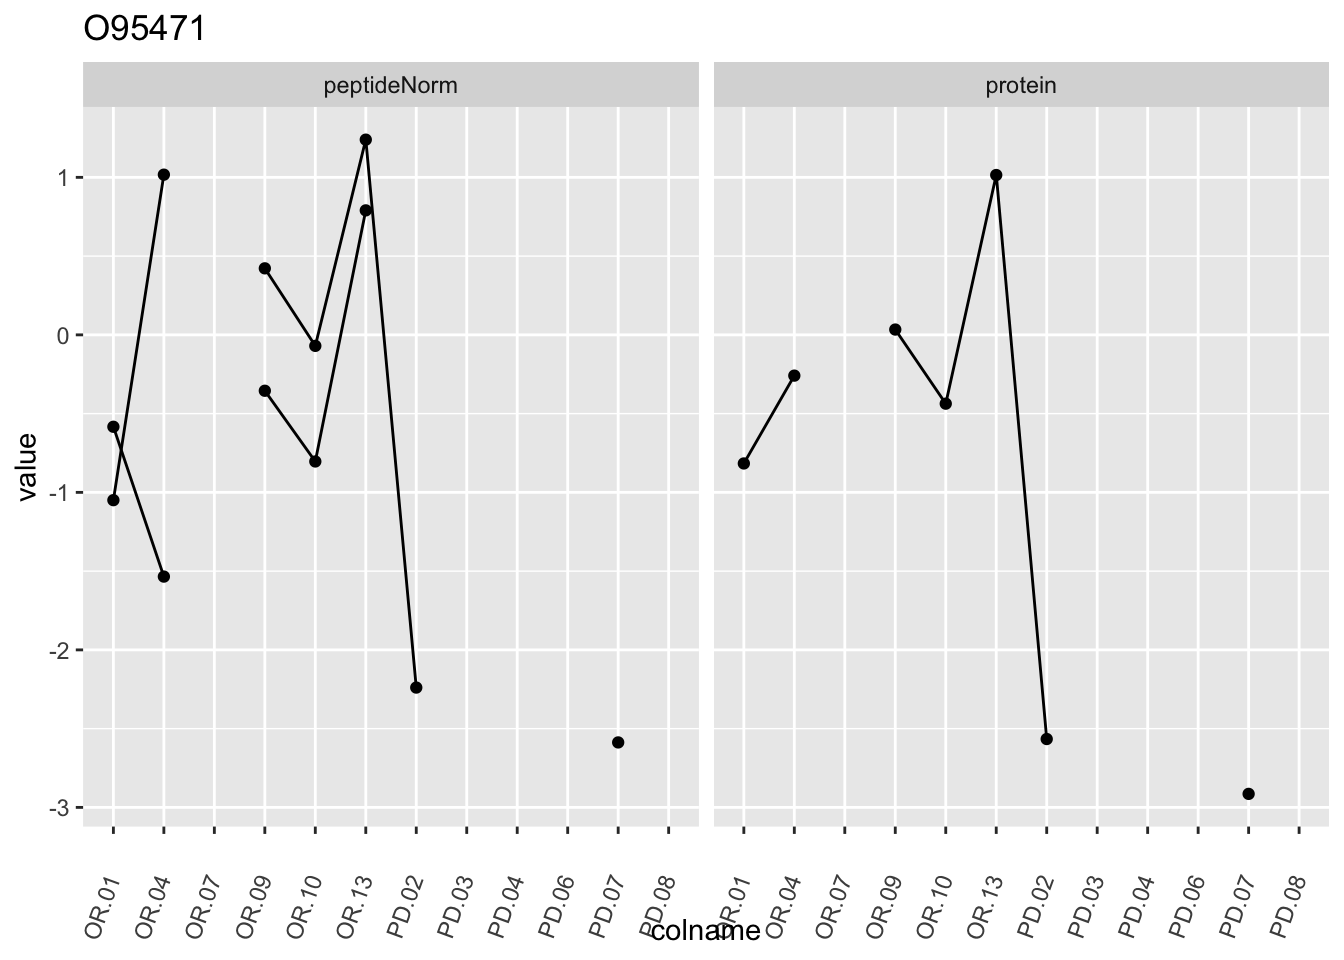 O95471
peptideNorm
protein
value
1
0
-1
-2
-3
OR.01
OR.04
OR.07
OR.09
OR.10
OR.13
PD.02
PD.03
PD.04
PD.06
PD.07
PD.08
OR.01
OR.04
OR.07
OR.09
OR.10
OR.13
PD.02
PD.03
PD.04
PD.06
PD.07
PD.08
colname